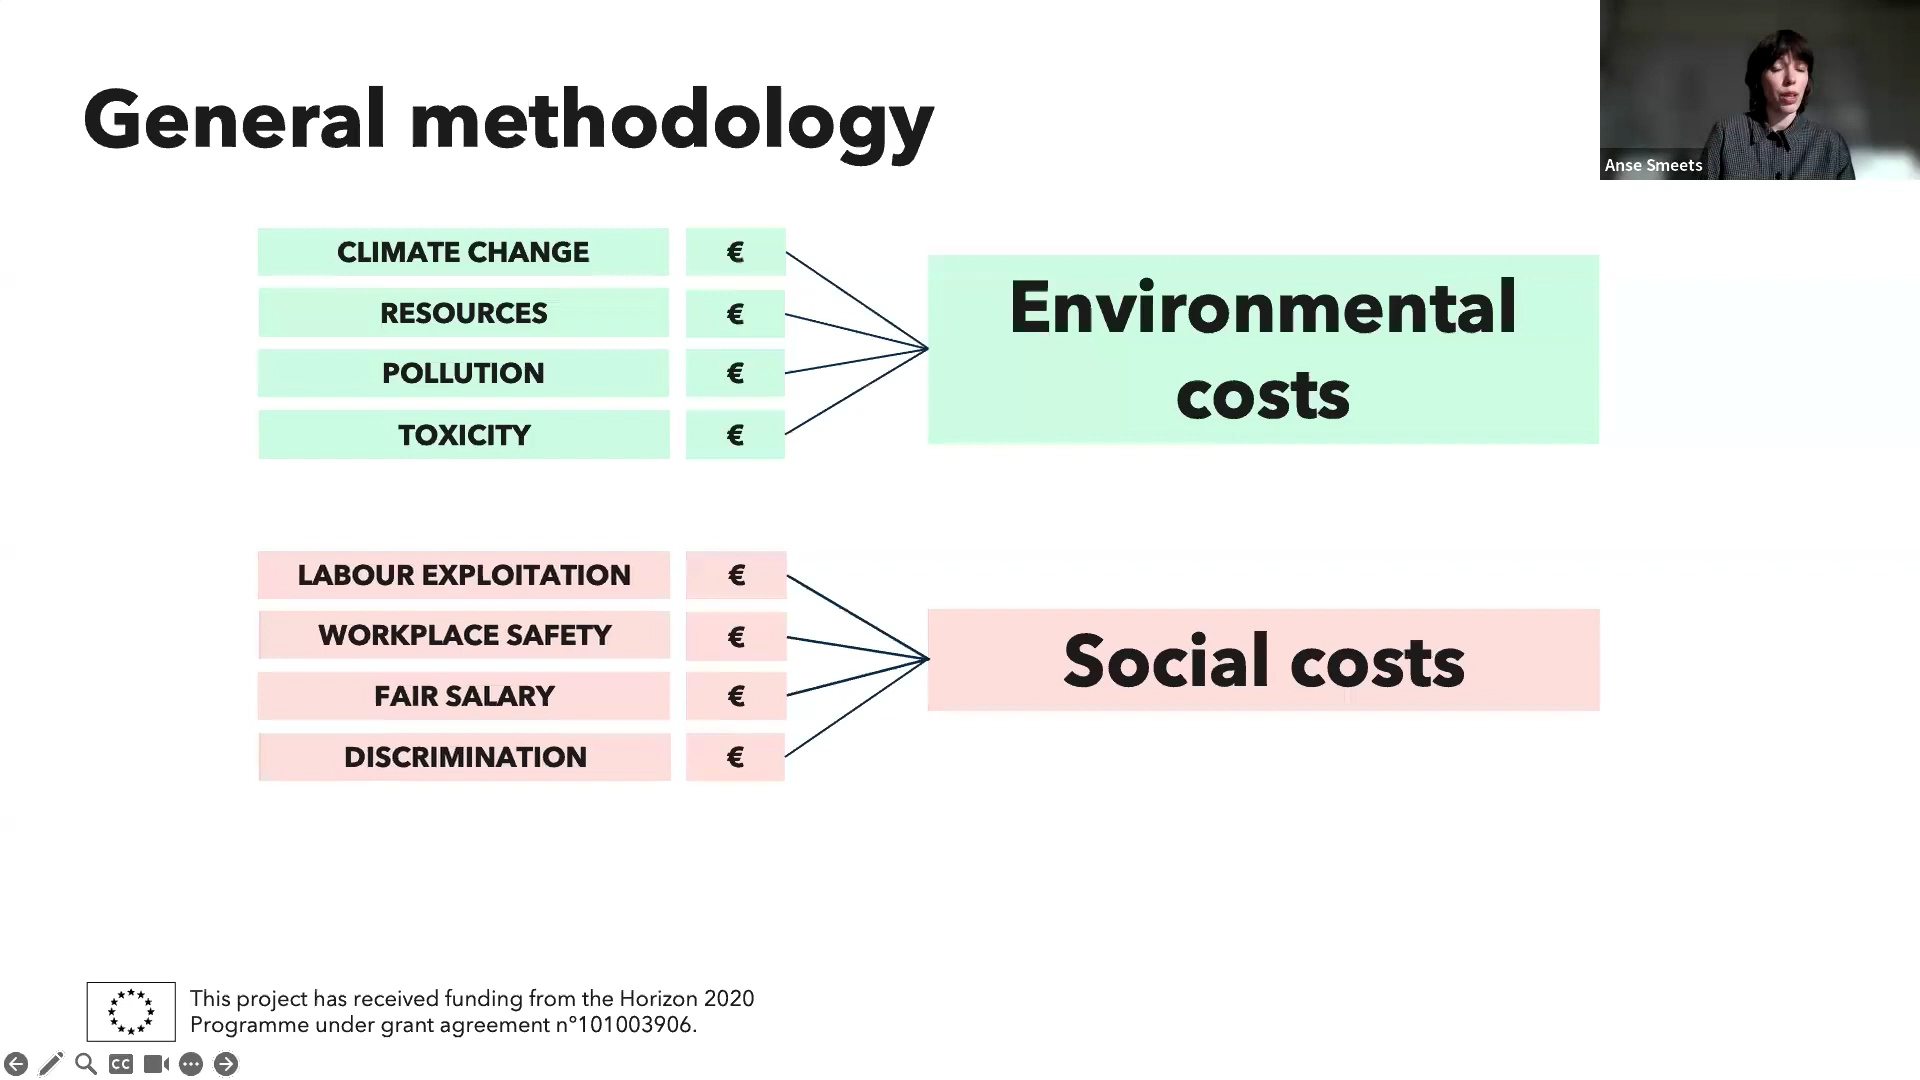 General methodology
Anse Smeets
CLIMATE CHANGE €
RESOURCES €
POLLUTION €
TOXICITY €
Environmental
costs
LABOUR EXPLOITATION €
WORKPLACE SAFETY €
FAIR SALARY €
DISCRIMINATION €
Social costs
This project has received funding from the Horizon 2020
Programme under grant agreement n°101003906.
CC